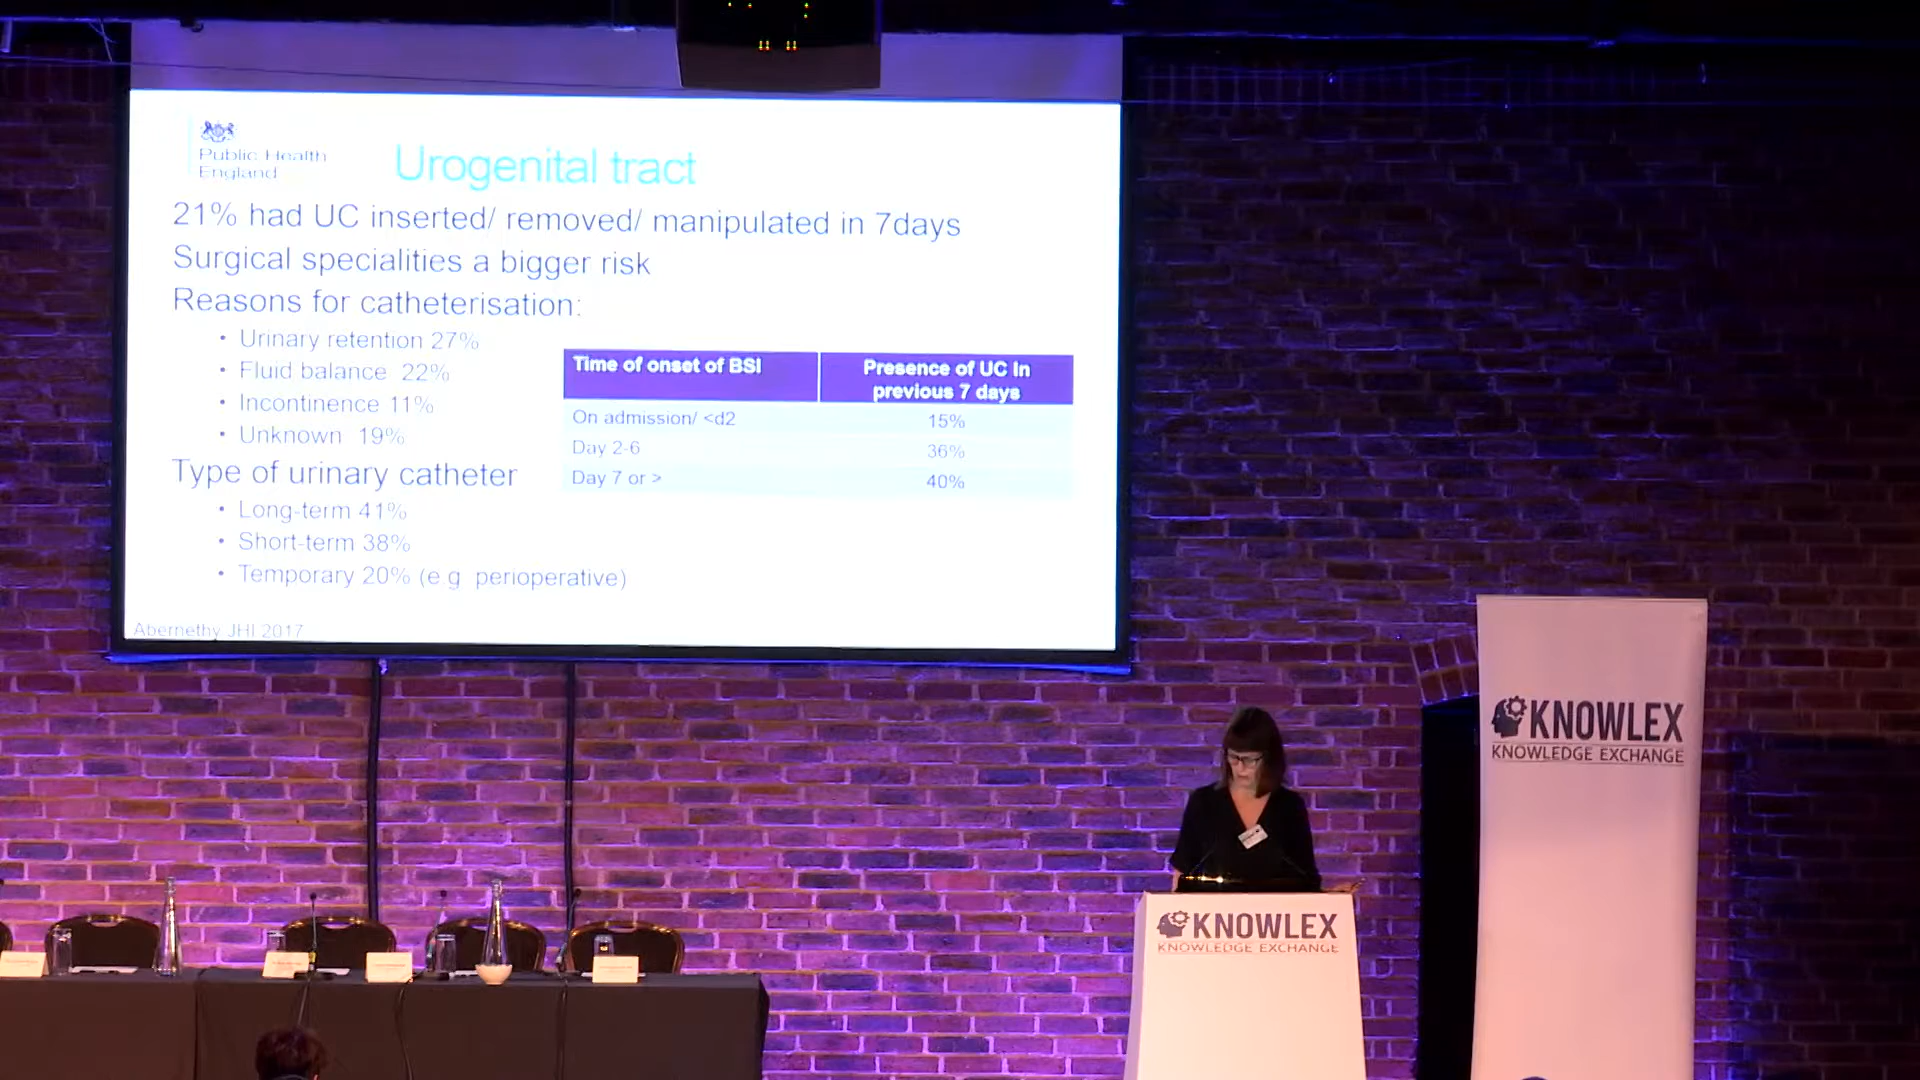 Public Health
England
Urogenital tract
21% had UC inserted/ removed/ manipulated in 7days
Surgical specialities a bigger risk
Reasons for catheterisation:
• Urinary retention 27%
• Fluid balance 22%
• Incontinence 11%
• Unknown 19%
Type of urinary catheter
• Long-term 41%
• Short-term 38%
• Temporary 20% (e g perioperative)
Time of onset of BSI
Presence of UC In
previous 7 days
On admission/ <d2 15%
Day 2-6 36%
Day 7 or > 40%
Abernethy JHI 2017
KNOWLEX
KNOWLEDGE EXCHANGE
KNOWLEX
KNOWLEDGE EXCHANGE